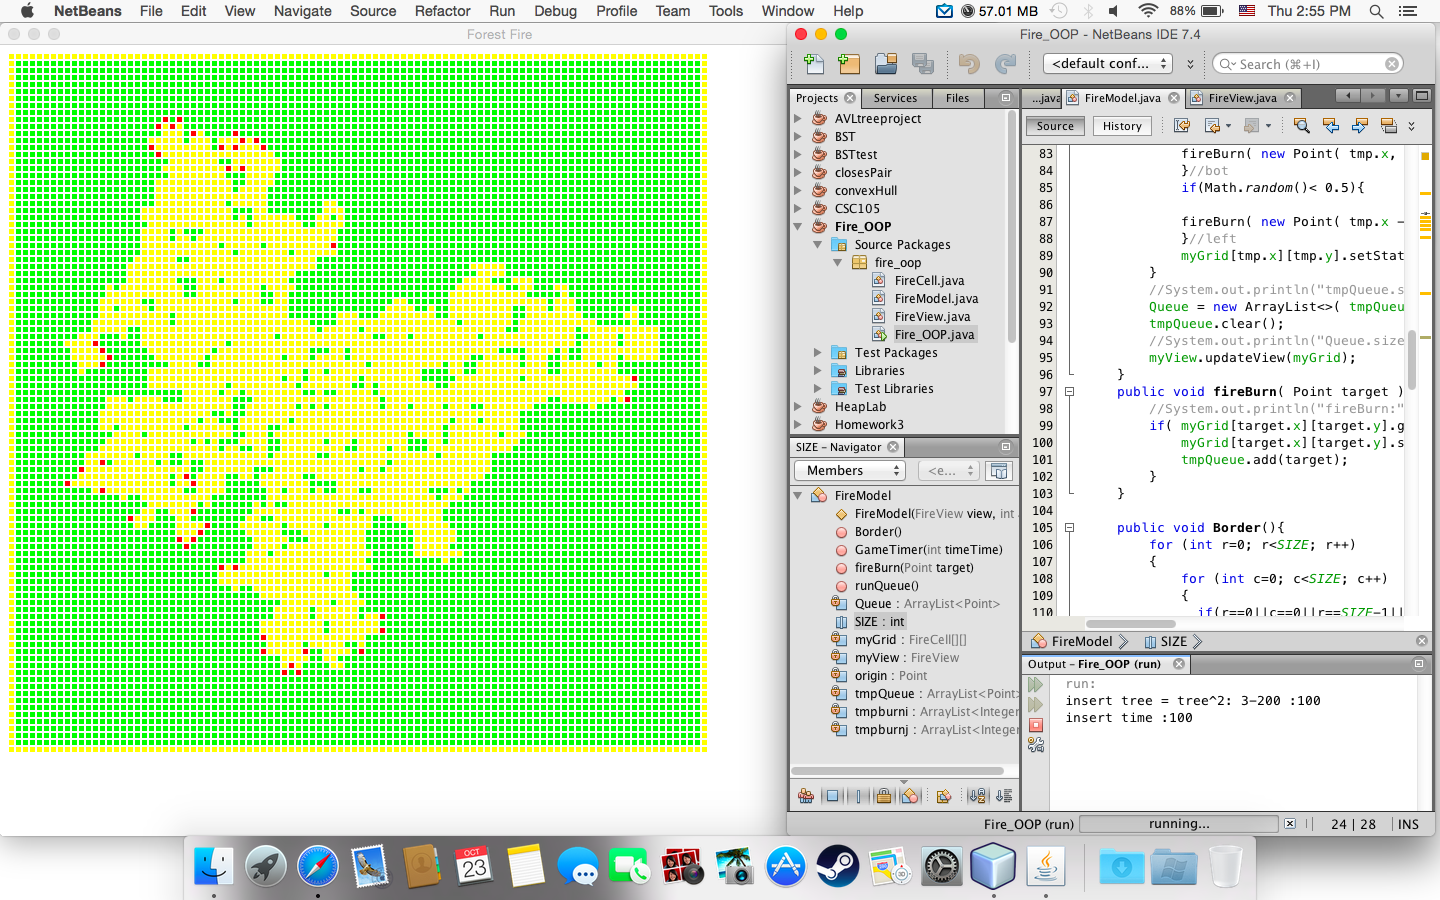 NetBeans File Edit View Navigate Source Refactor Run Debug Profile Team Tools Window Help 57.01 MB 88% Thu 2:55 PM
Forest Fire
Fire_OOP - NetBeans IDE 7.4
<default conf... Search (⌘+I)
Projects Services Files
AVLtreeproject
BST
BSTtest
closesPair
convexHull
CSC105
Fire_OOP
Source Packages
fire_oop
FireCell.java
FireModel.java
FireView.java
Fire_OOP.java
Test Packages
Libraries
Test Libraries
HeapLab
Homework3
SIZE – Navigator
Members <e...
FireModel
FireModel(FireView view, int
Border()
GameTimer(int timeTime)
fireBurn(Point target)
runQueue()
Queue : ArrayList<Point>
SIZE : int
myGrid : FireCell[][]
myView : FireView
origin : Point
tmpQueue : ArrayList<Point>
tmpburni : ArrayList<Integer
tmpburnj : ArrayList<Integer
...java FireModel.java FireView.java
Source History
83 fireBurn( new Point( tmp.x,
84 }//bot
85 if(Math.random()< 0.5){
86
87 fireBurn( new Point( tmp.x −
88 }//left
89 myGrid[tmp.x][tmp.y].setStat
90 }
91 //System.out.println("tmpQueue.s
92 Queue = new ArrayList<>( tmpQueu
93 tmpQueue.clear();
94 //System.out.println("Queue.size
95 myView.updateView(myGrid);
96 }
97 public void fireBurn( Point target )
98 //System.out.println("fireBurn:"
99 if( myGrid[target.x][target.y].g
100 myGrid[target.x][target.y].s
101 tmpQueue.add(target);
102 }
103 }
104
105 public void Border(){
106 for (int r=0; r<SIZE; r++)
107 {
108 for (int c=0; c<SIZE; c++)
109 {
110 if(r==0||c==0||r==SIZE-1||
FireModel SIZE
Output – Fire_OOP (run)
run:
insert tree = tree^2: 3-200 :100
insert time :100
Fire_OOP (run) running... 24 | 28 INS
OCT
23